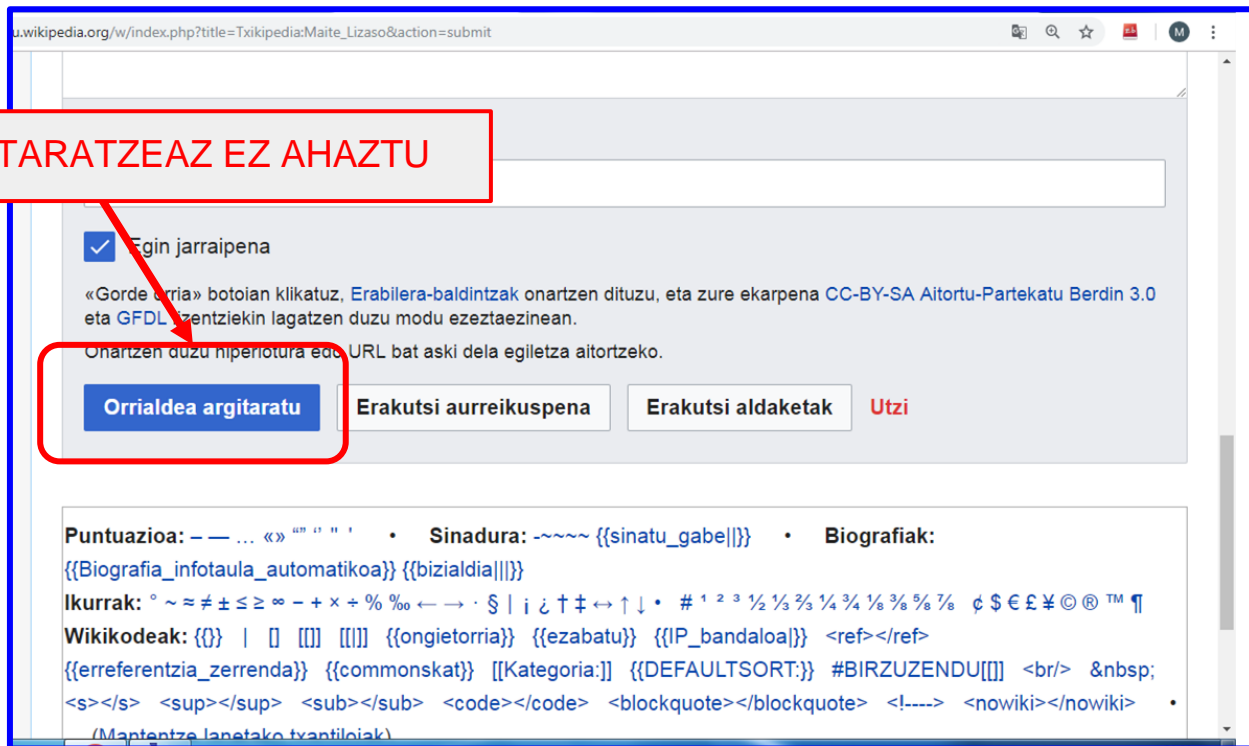 u.wikipedia.org/w/index.php?title=Txikipedia:Maite_Lizaso&action=submit
M
TARATZEAZ EZ AHAZTU
Egin jarraipena
«Gorde orria» botoian klikatuz, Erabilera-baldintzak onartzen dituzu, eta zure ekarpena CC-BY-SA Aitortu-Partekatu Berdin 3.0
eta GFDL lizentziekin lagatzen duzu modu ezeztaezinean.
Onartzen duzu hiperlotura edo URL bat aski dela egiletza aitortzeko.
Orrialdea argitaratu Erakutsi aurreikuspena Erakutsi aldaketak Utzi
Puntuazioa: – — … «» “” ‘’ " ' • Sinadura: -~~~~ {{sinatu_gabe||}} • Biografiak:
{{Biografia_infotaula_automatikoa}} {{bizialdia|||}}
Ikurrak: ° ~ ≈ ≠ ± ≤ ≥ ∞ − + × ÷ % ‰ ← → · § | ¡ ¿ † ‡ ↔ ↑ ↓ • # ¹ ² ³ ½ ⅓ ⅔ ¼ ¾ ⅛ ⅜ ⅝ ⅞ ¢ $ € £ ¥ © ® ™ ¶
Wikikodeak: {{}} | [] [[]] [[|]] {{ongietorria}} {{ezabatu}} {{IP_bandaloa|}} <ref></ref>
{{erreferentzia_zerrenda}} {{commonskat}} [[Kategoria:]] {{DEFAULTSORT:}} #BIRZUZENDU[[]] <br/> &nbsp;
<s></s> <sup></sup> <sub></sub> <code></code> <blockquote></blockquote> <!----> <nowiki></nowiki> •
(Mantentze lanetako txantiloiak)